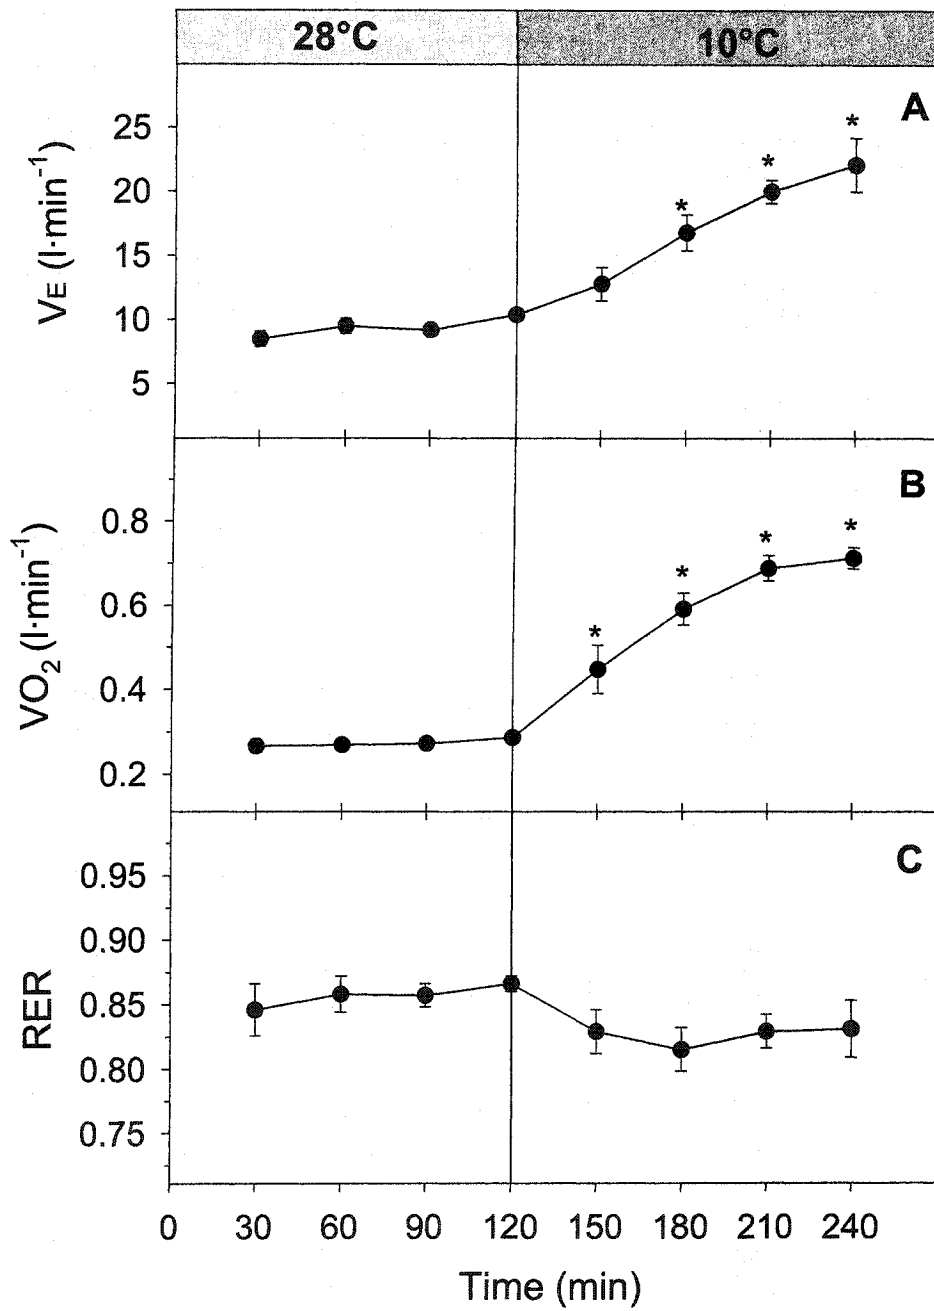 28°C 10°C
A
25
20
15
10
5
VE (l·min⁻¹)
* * *
B
0.8
0.6
0.4
0.2
VO₂ (l·min⁻¹)
* * * *
C
0.95
0.90
0.85
0.80
0.75
RER
0 30 60 90 120 150 180 210 240
Time (min)